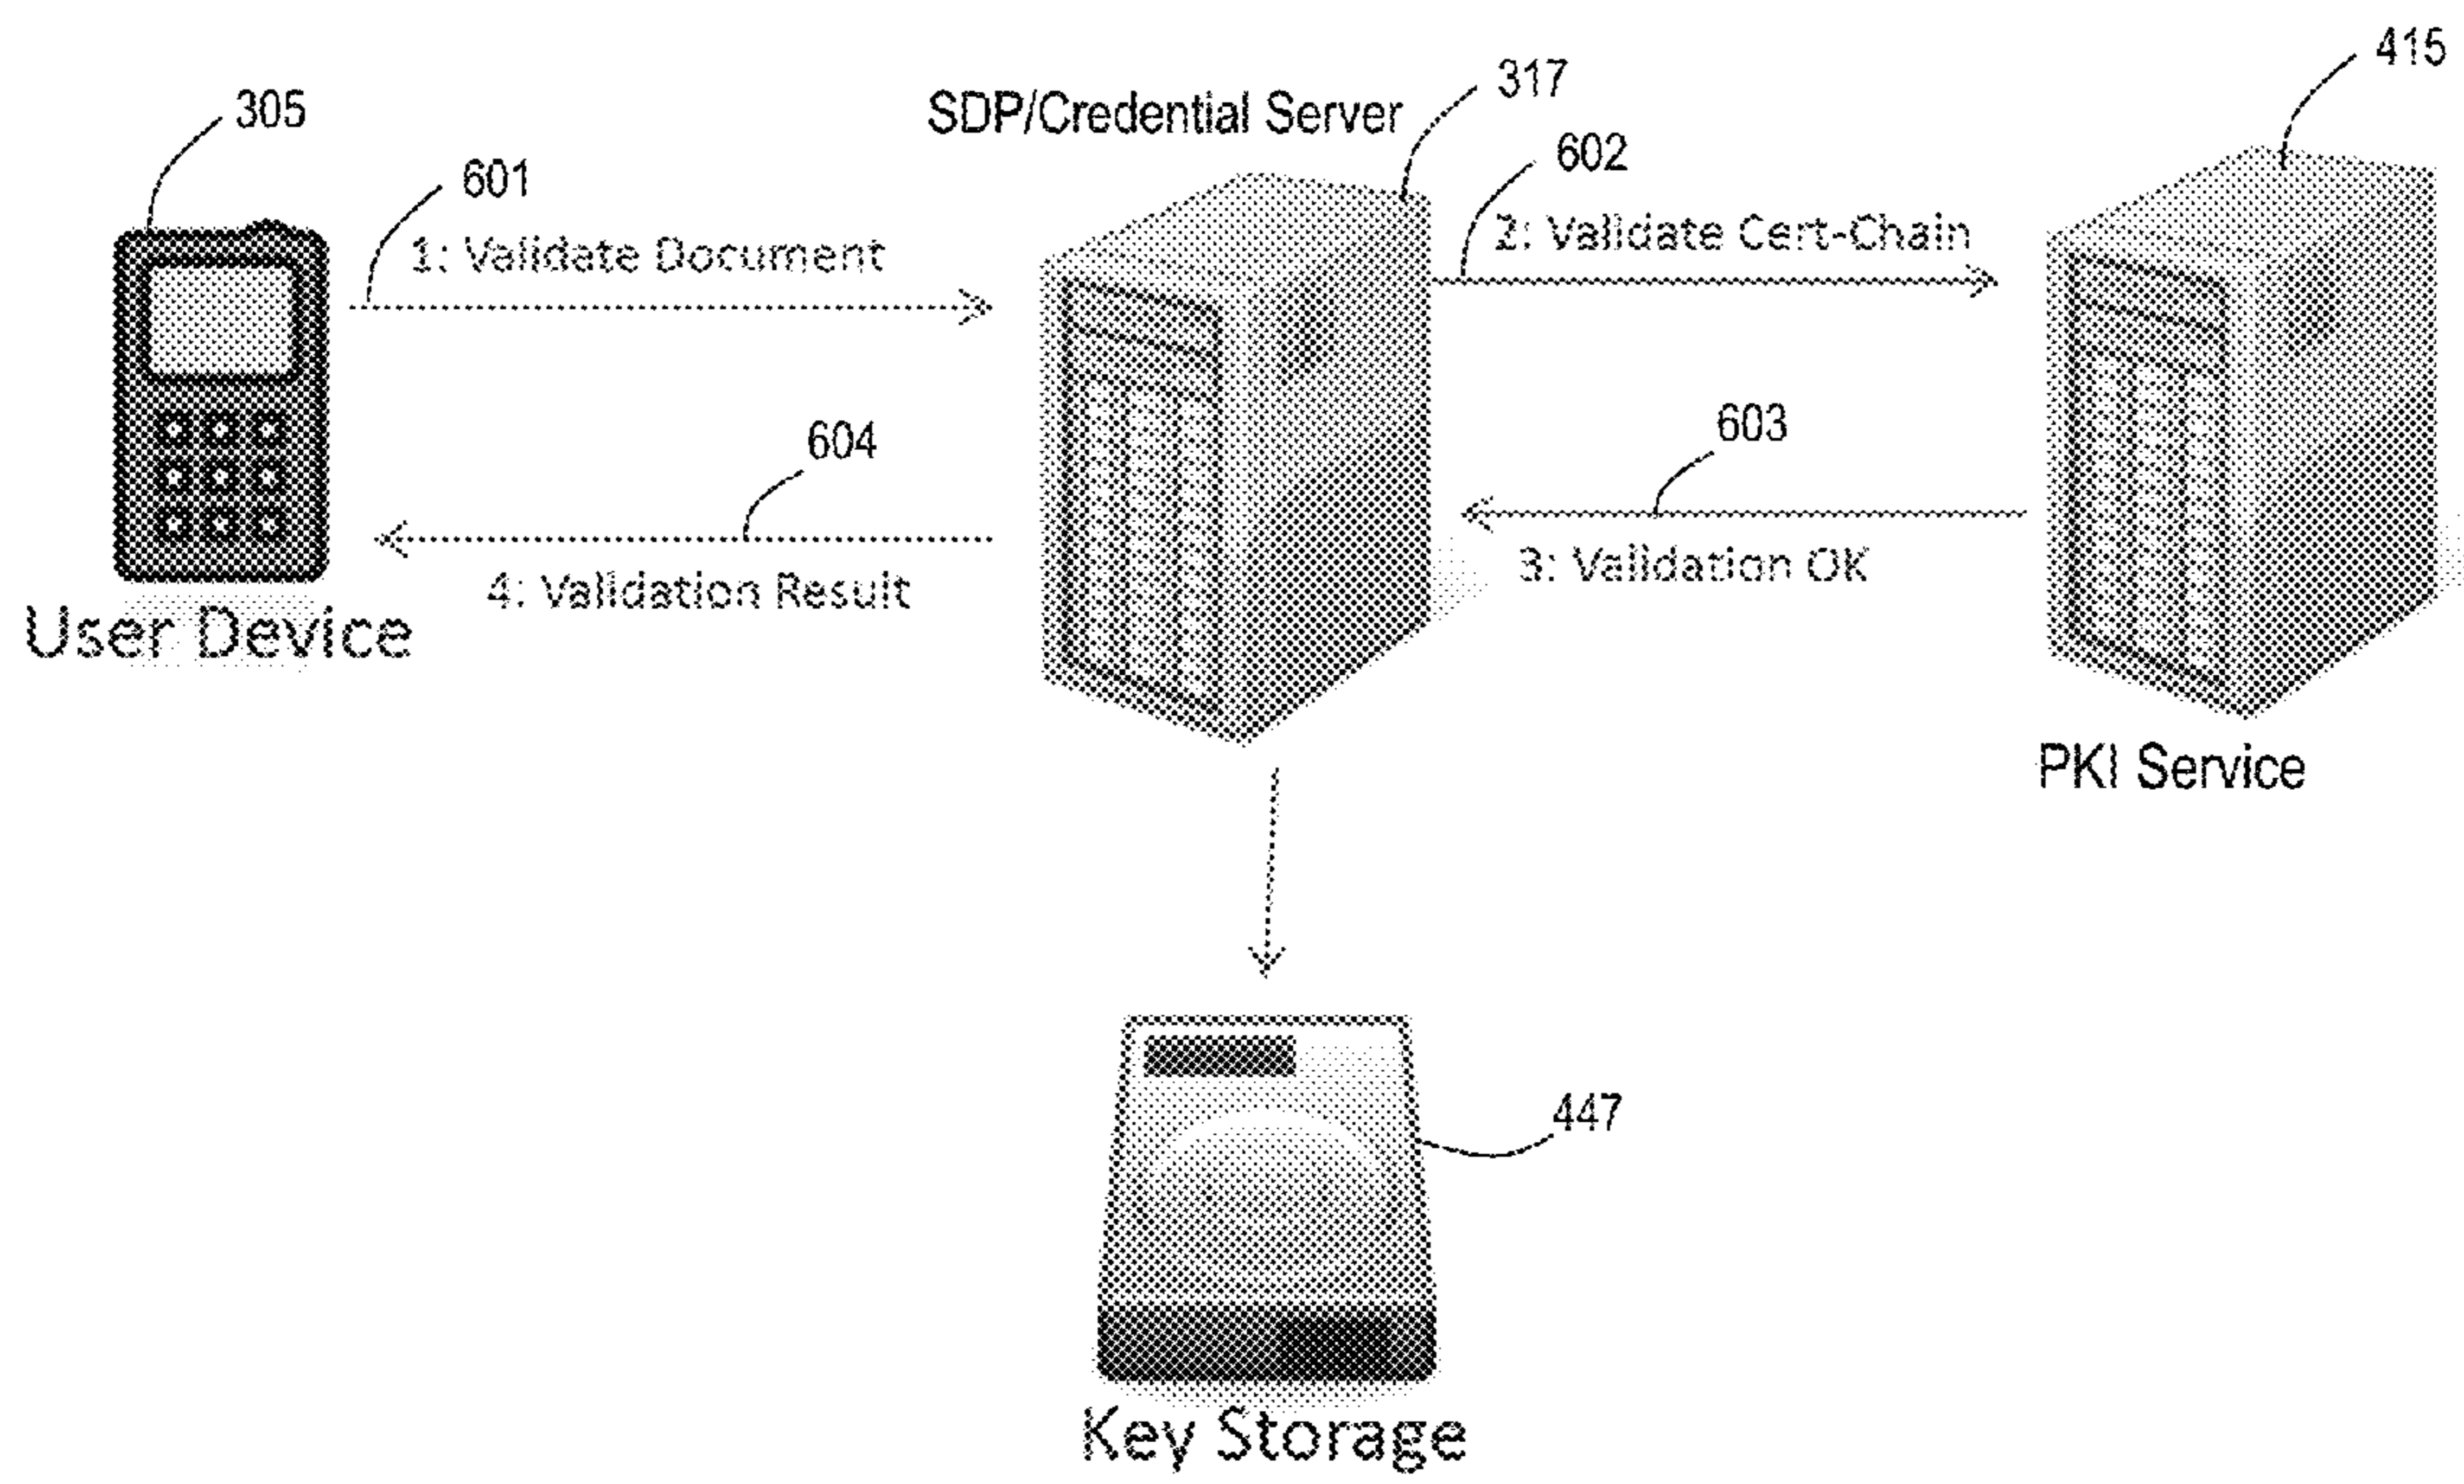 415
317
SDP/Credential Server
305
602
601
2: Validate Cert-Chain
1: Validate Document
603
604
3: Validation OK
4: Validation Result
User Device
PKI Service
447
Key Storage